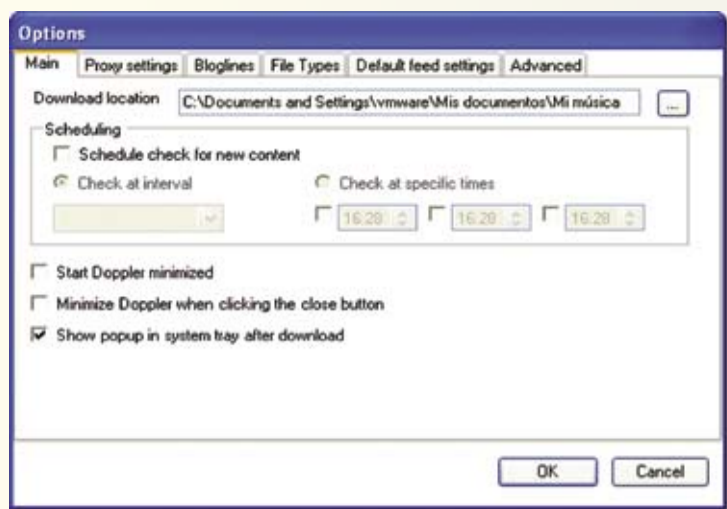 Options
Main Proxy settings Bloglines File Types Default feed settings Advanced
Download location C:\Documents and Settings\vmware\Mis documentos\Mi música ...
Scheduling
Schedule check for new content
Check at interval Check at specific times
16:28 16:28 16:28
Start Doppler minimized
Minimize Doppler when clicking the close button
Show popup in system tray after download
OK Cancel